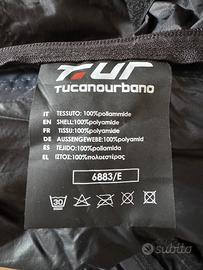 TUR
Tucanourbano
IT TESSUTO: 100%poliammide
EN SHELL: 100%polyamide
FR TISSU: 100%polyamide
DE AUSSENGEWEBE: 100%polyamid
ES TEJIDO: 100%poliamida
EL ΙΣΤΟΣ: 100%πολυεστέρας
6883/E
30
subito